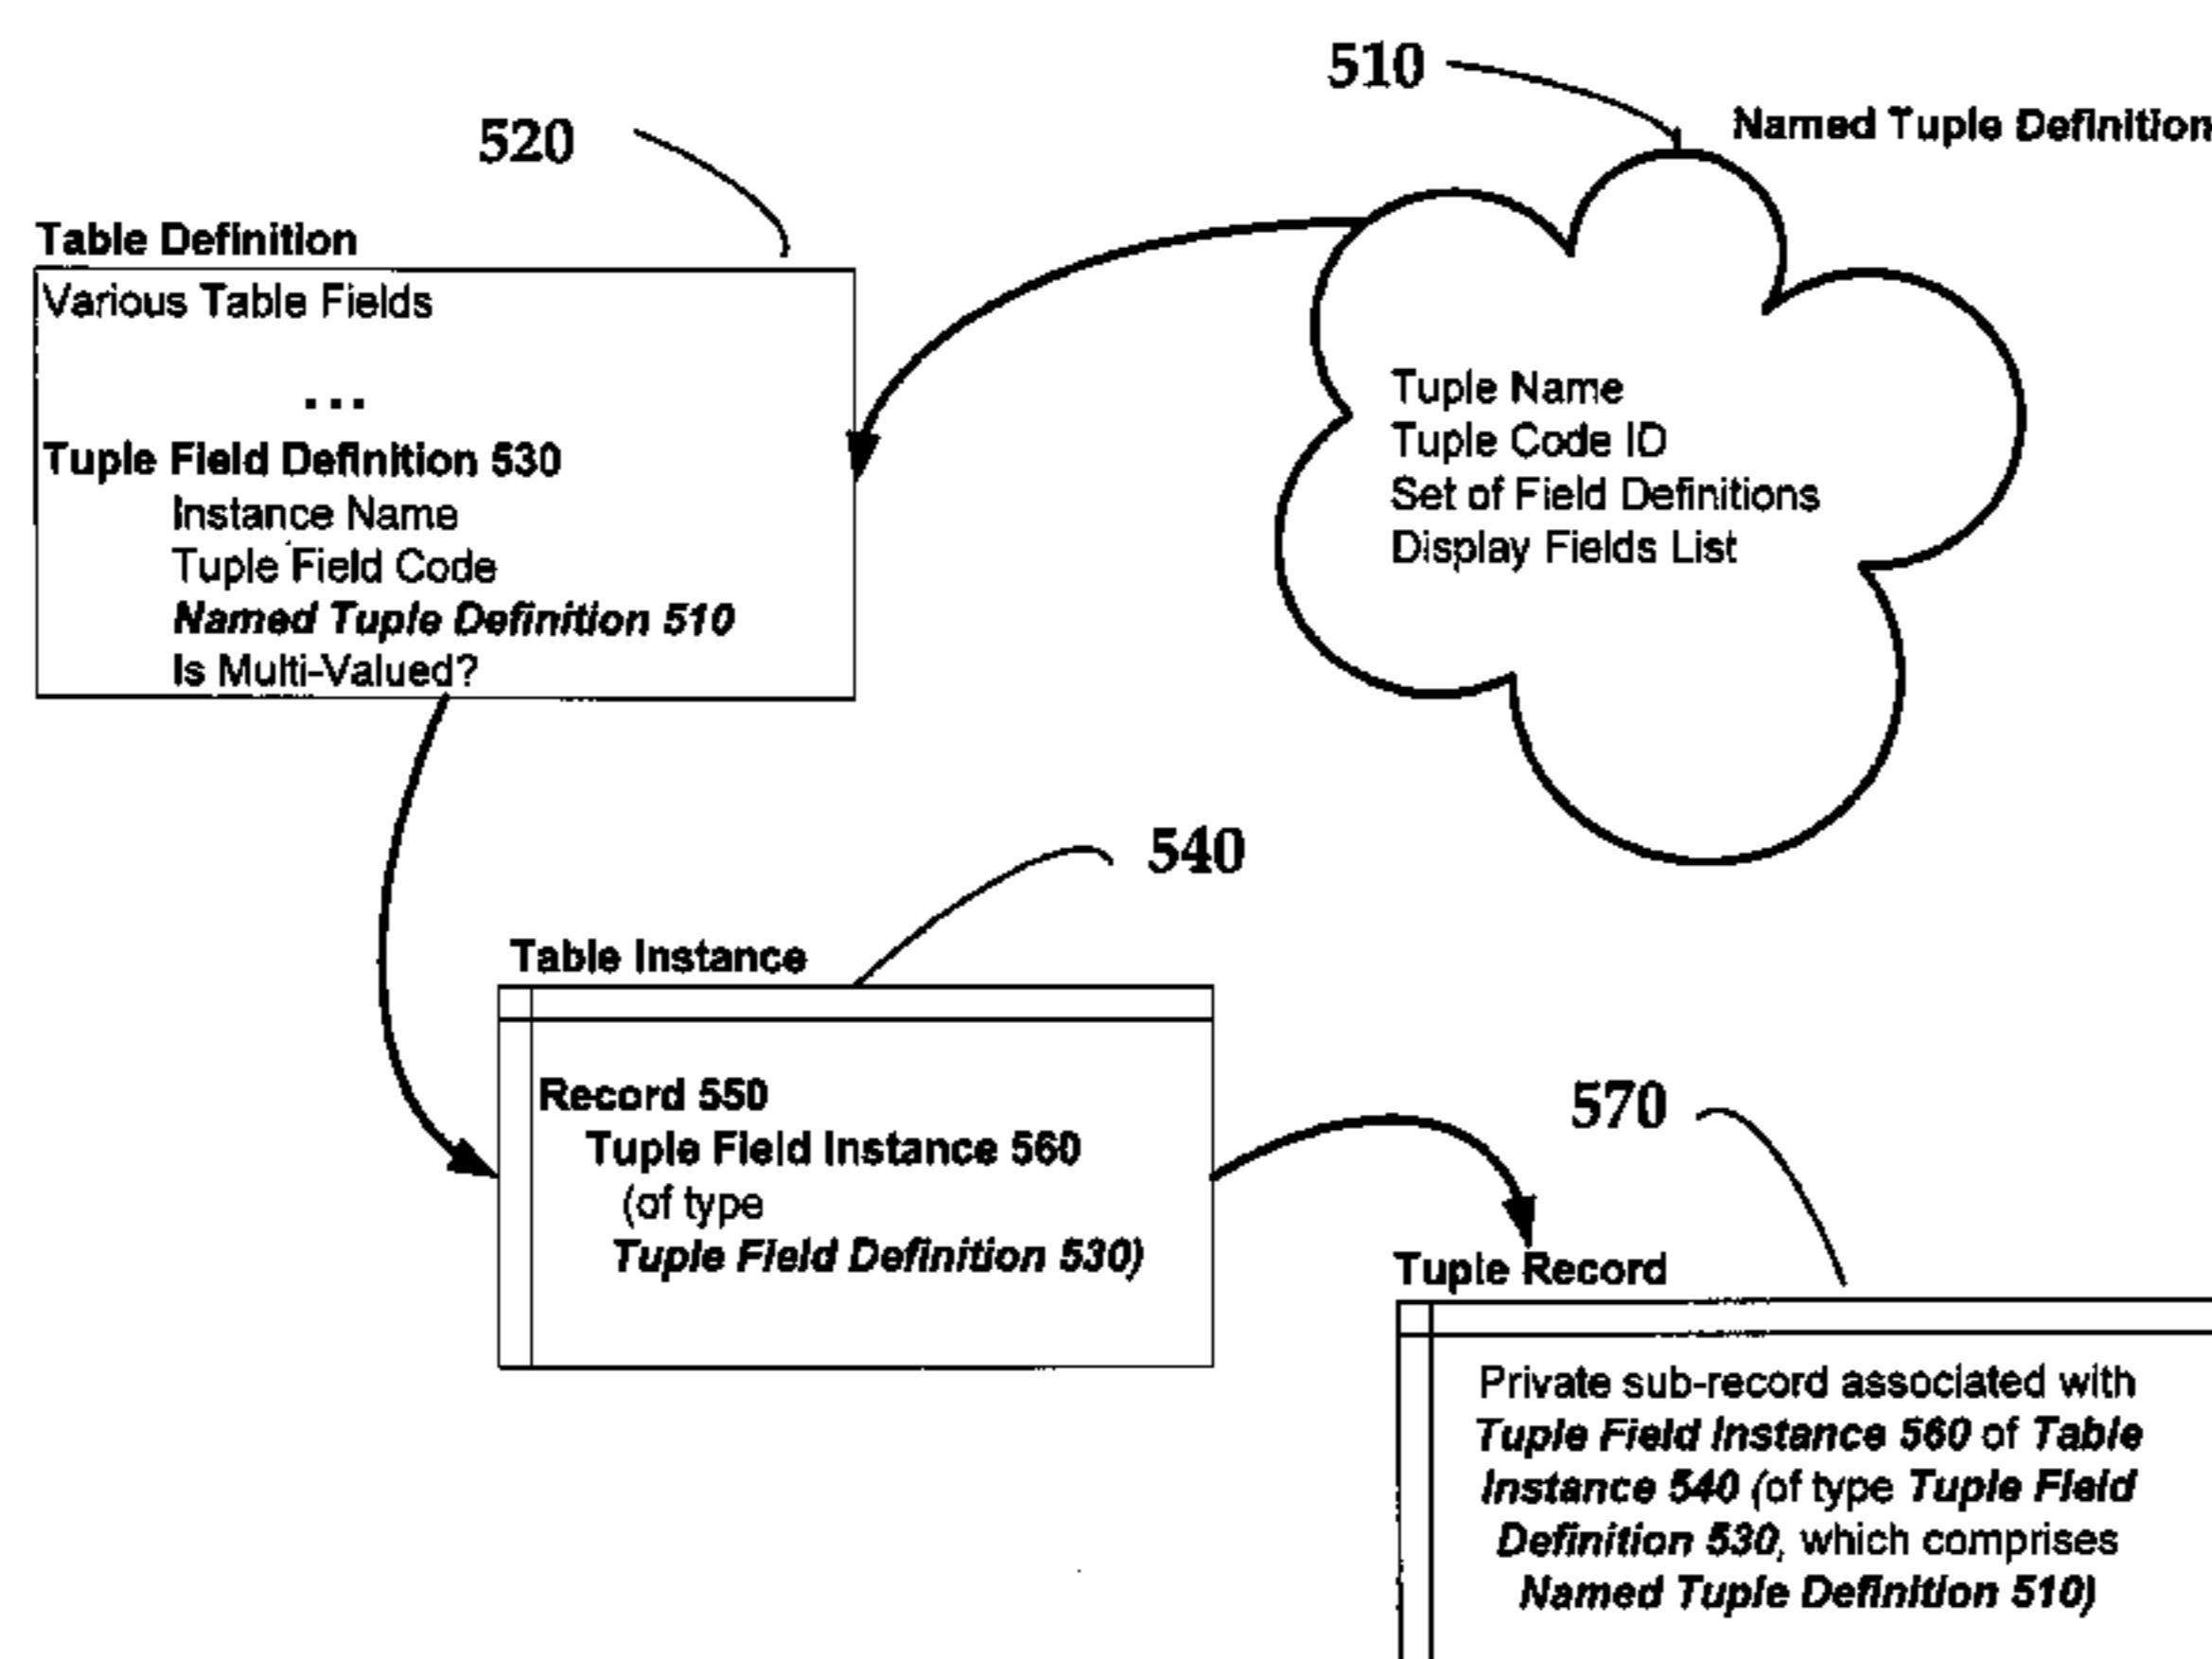 510
Named Tuple Definition
520
Table Definition
Various Table Fields
...
Tuple Field Definition 530
Instance Name
Tuple Field Code
Named Tuple Definition 510
Is Multi-Valued?
Tuple Name
Tuple Code ID
Set of Field Definitions
Display Fields List
540
Table Instance
Record 550
Tuple Field Instance 560
(of type
Tuple Field Definition 530)
570
Tuple Record
Private sub-record associated with
Tuple Field Instance 560 of Table
Instance 540 (of type Tuple Field
Definition 530, which comprises
Named Tuple Definition 510)